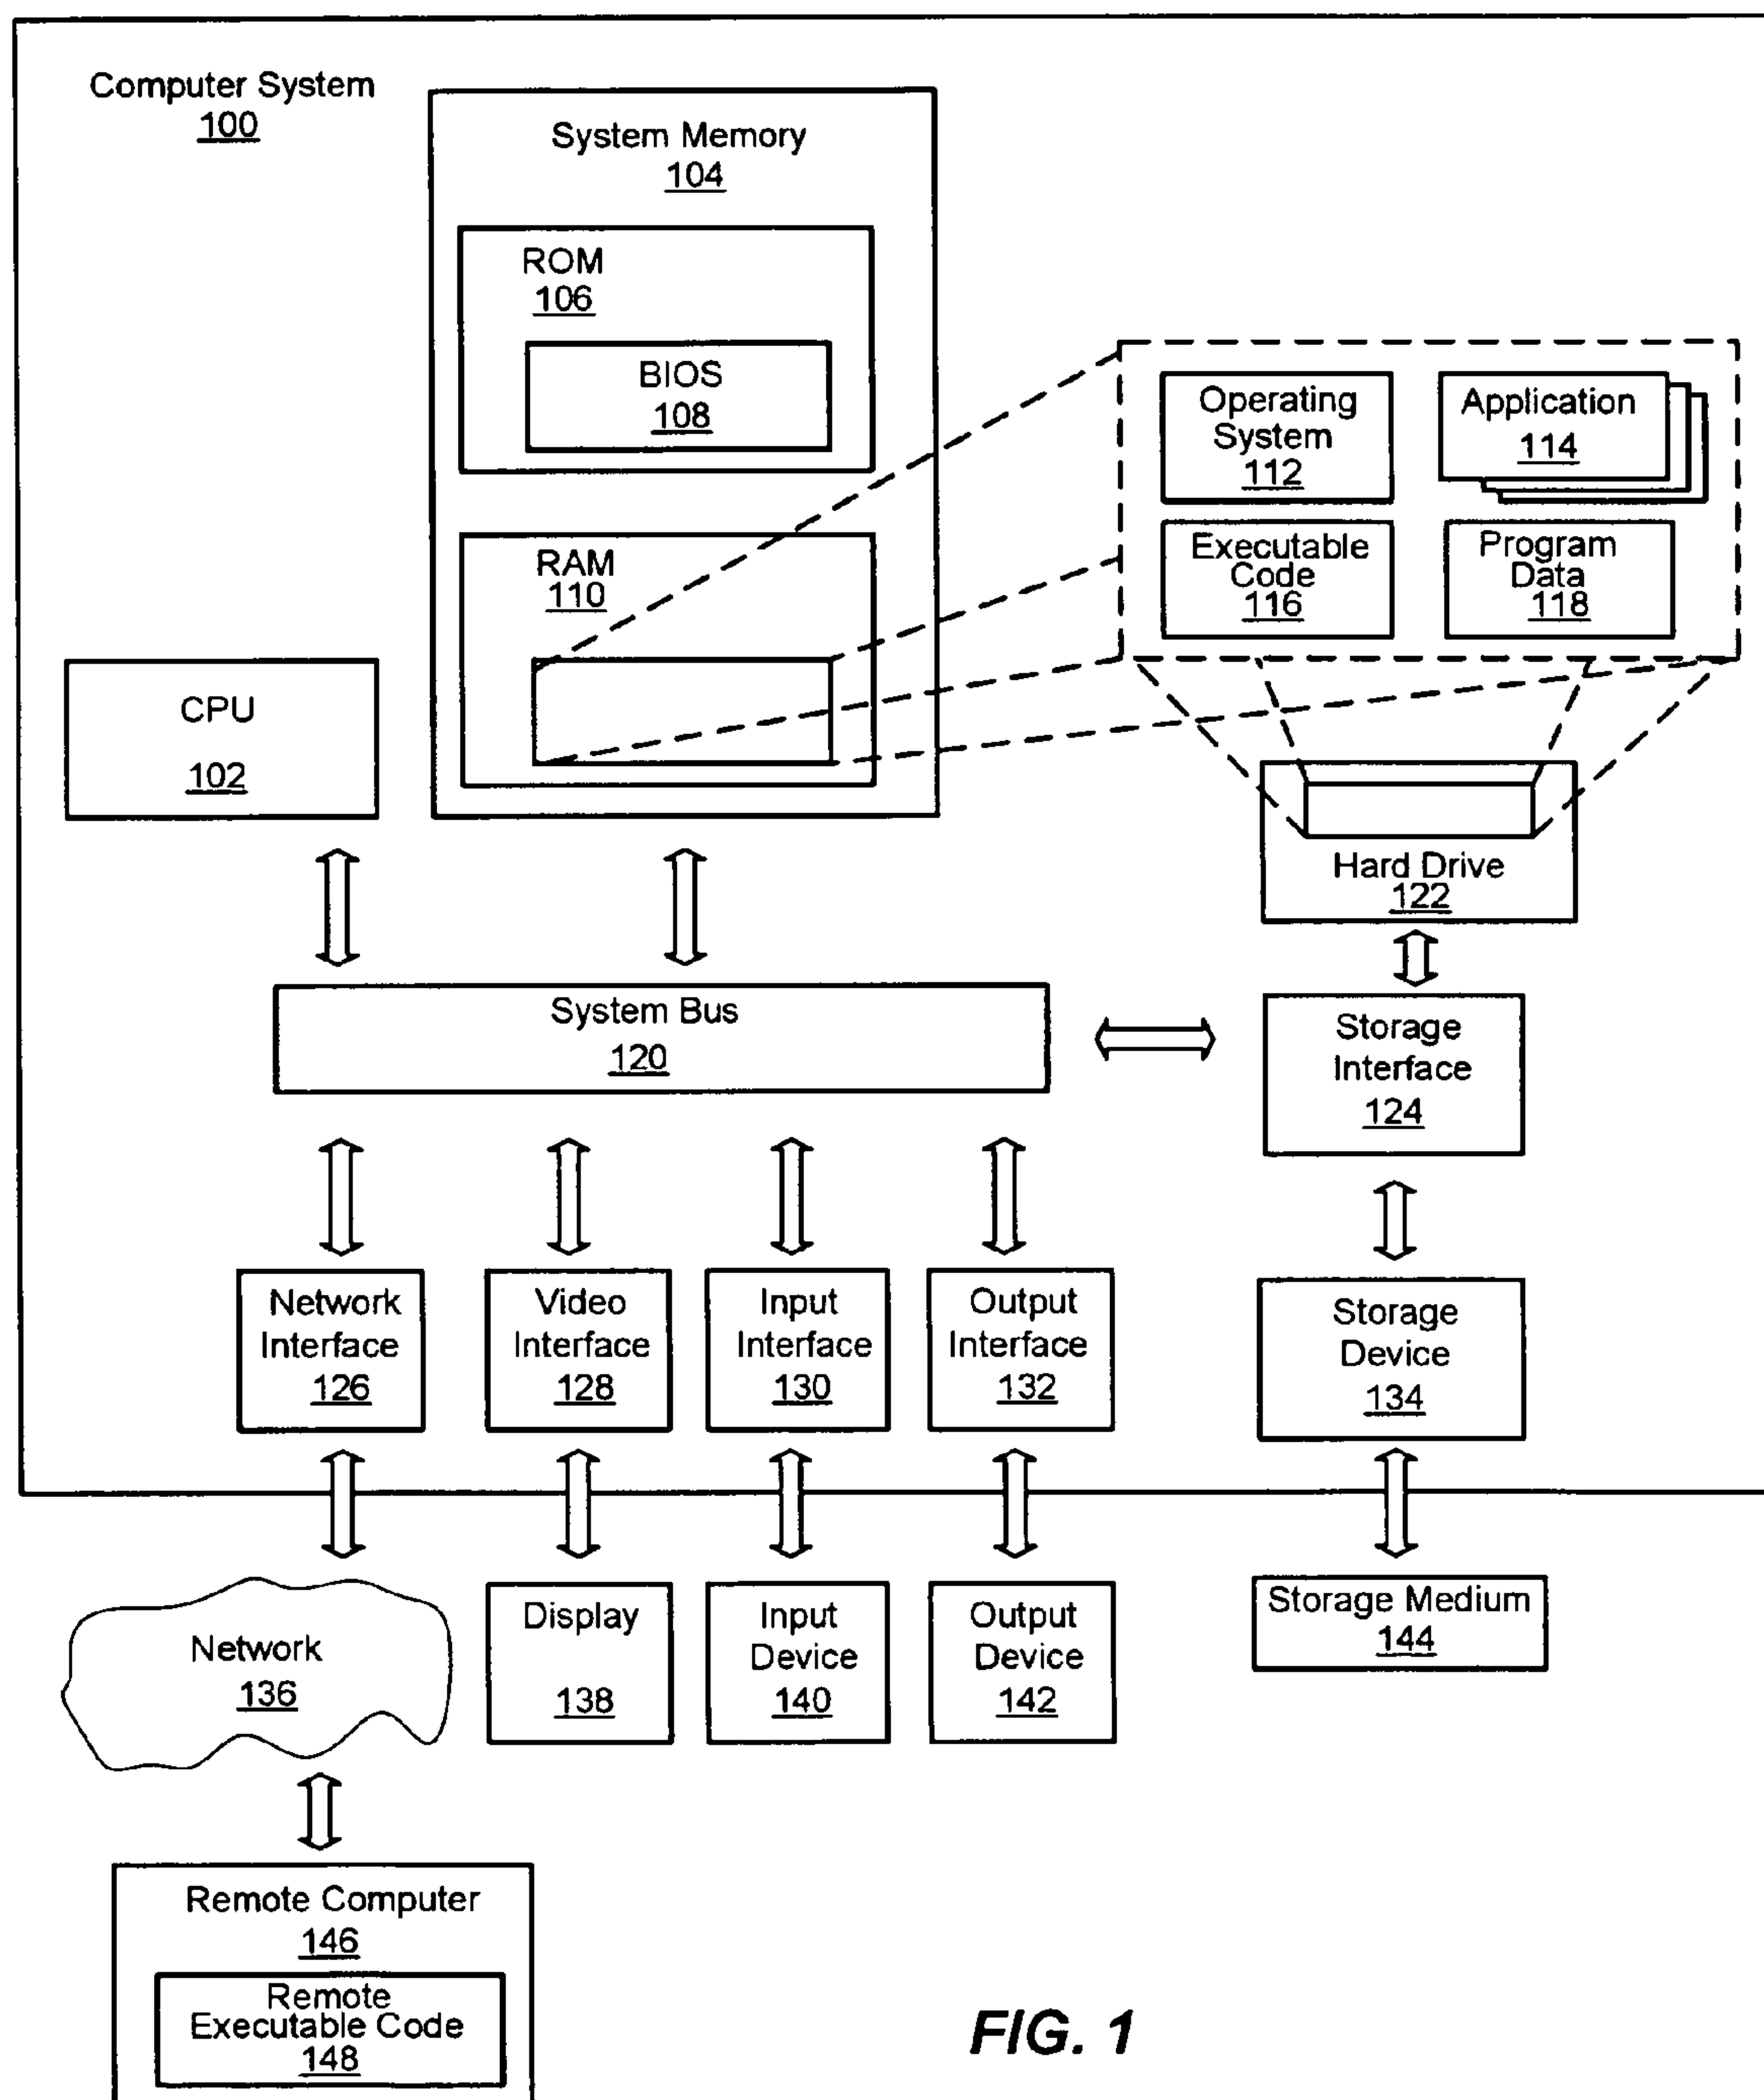 Computer System
100
System Memory
104
ROM
106
BIOS
108
RAM
110
Operating
System
112
Application
114
Executable
Code
116
Program
Data
118
CPU
102
Hard Drive
122
System Bus
120
Storage
Interface
124
Network
Interface
126
Video
Interface
128
Input
Interface
130
Output
Interface
132
Storage
Device
134
Network
136
Display
138
Input
Device
140
Output
Device
142
Storage Medium
144
Remote Computer
146
Remote
Executable Code
148
FIG. 1